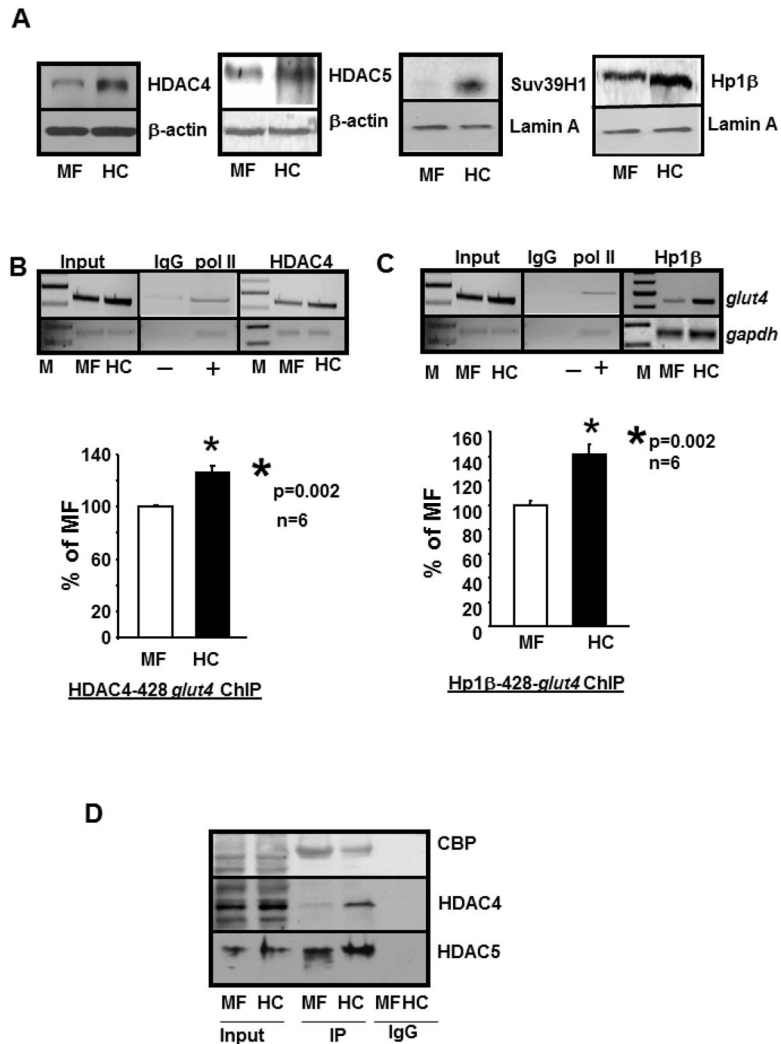 A
HDAC4
β-actin
MF HC
HDAC5
β-actin
MF HC
Suv39H1
Lamin A
MF HC
Hp1β
Lamin A
MF HC
B
Input IgG pol II HDAC4
M MF HC – + M MF HC
% of MF
140
100
60
20
0
*
* p=0.002
n=6
MF HC
HDAC4-428 glut4 ChIP
C
Input IgG pol II Hp1β
glut4
gapdh
M MF HC – + M MF HC
% of MF
160
140
120
100
80
60
40
20
0
*
* p=0.002
n=6
MF HC
Hp1β-428-glut4 ChIP
D
CBP
HDAC4
HDAC5
MF HC MF HC MF HC
Input IP IgG